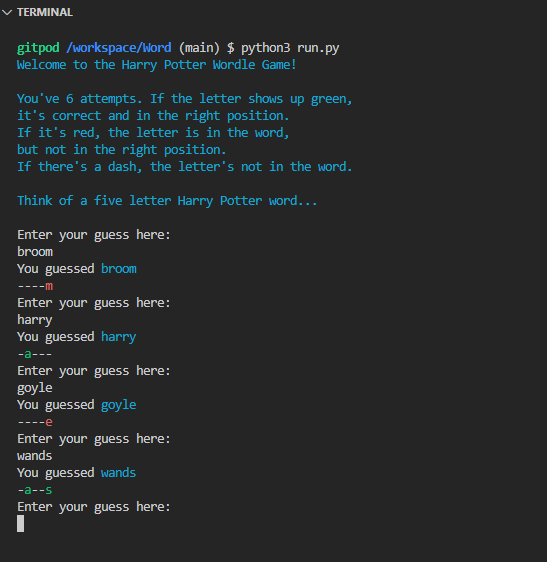 TERMINAL
gitpod /workspace/Word (main) $ python3 run.py
Welcome to the Harry Potter Wordle Game!
You've 6 attempts. If the letter shows up green,
it's correct and in the right position.
If it's red, the letter is in the word,
but not in the right position.
If there's a dash, the letter's not in the word.
Think of a five letter Harry Potter word...
Enter your guess here:
broom
You guessed broom
----m
Enter your guess here:
harry
You guessed harry
-a---
Enter your guess here:
goyle
You guessed goyle
----e
Enter your guess here:
wands
You guessed wands
-a--s
Enter your guess here: